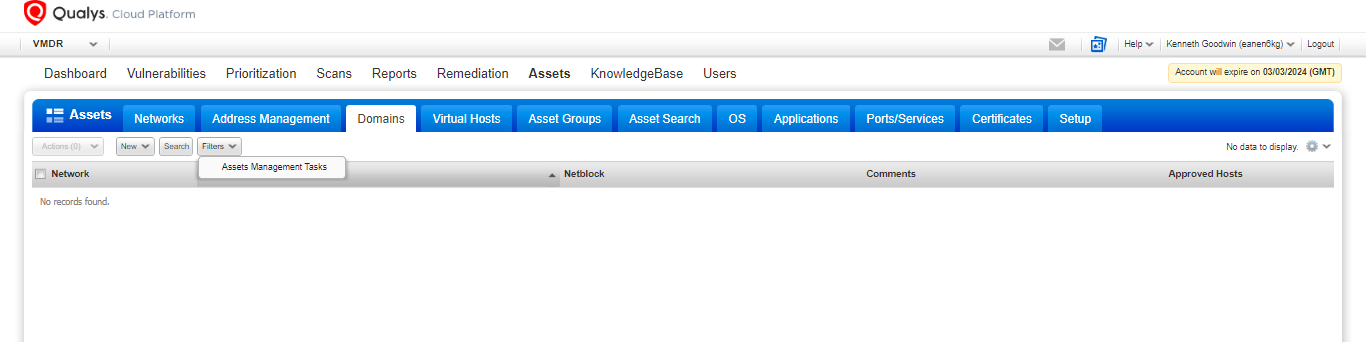 Qualys. Cloud Platform
VMDR
Help
Kenneth Goodwin (eanen6kg)
Logout
Dashboard Vulnerabilities Prioritization Scans Reports Remediation Assets KnowledgeBase Users
Account will expire on 03/03/2024 (GMT)
Assets Networks Address Management Domains Virtual Hosts Asset Groups Asset Search OS Applications Ports/Services Certificates Setup
Actions (0) New Search Filters
No data to display.
Assets Management Tasks
Network Netblock Comments Approved Hosts
No records found.